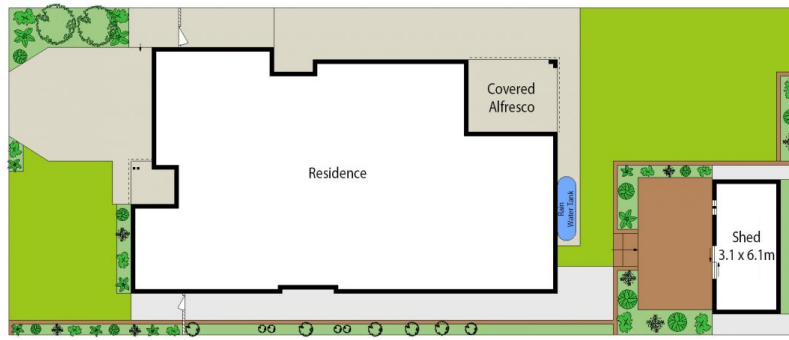 Covered
Alfresco
Residence
Rain
Water Tank
Shed
3.1 x 6.1m